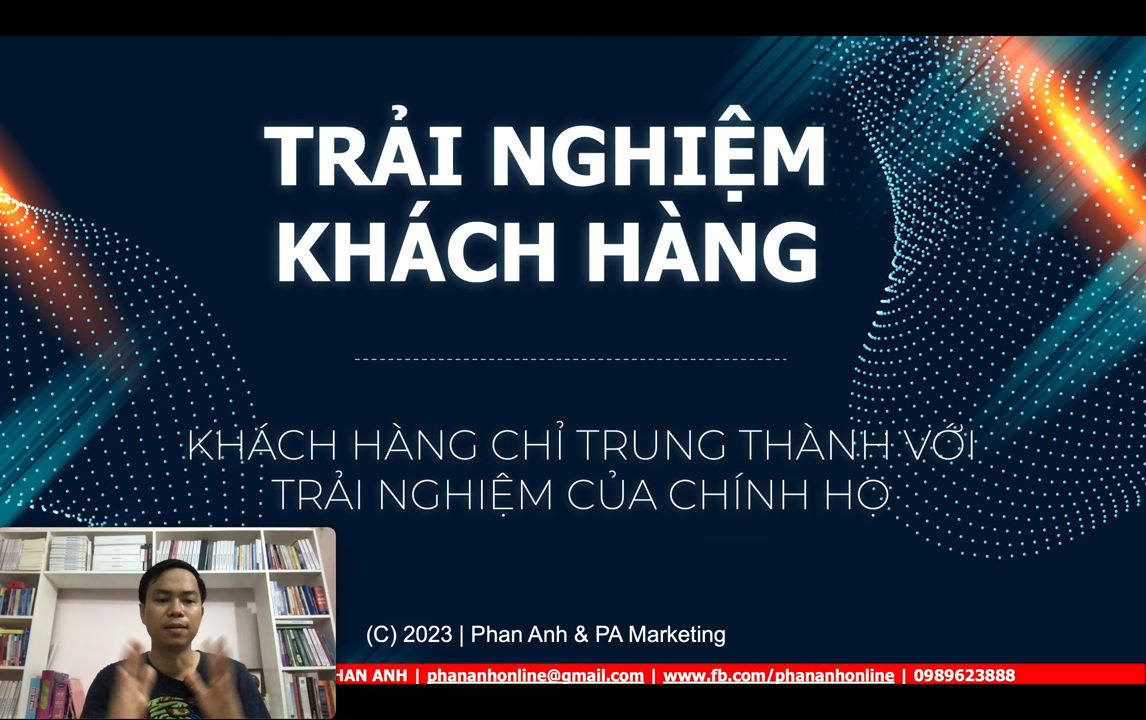 TRẢI NGHIỆM
KHÁCH HÀNG
KHÁCH HÀNG CHỈ TRUNG THÀNH VỚI
TRẢI NGHIỆM CỦA CHÍNH HỌ
(C) 2023 | Phan Anh & PA Marketing
HAN ANH | phananhonline@gmail.com | www.fb.com/phananhonline | 0989623888